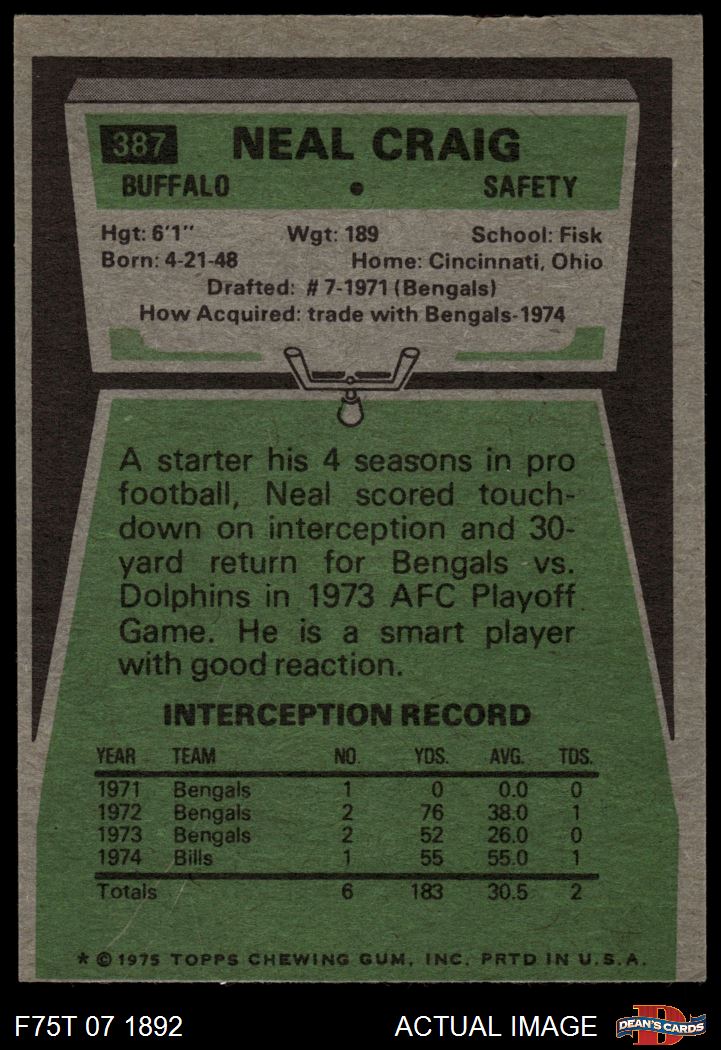 387 NEAL CRAIG
BUFFALO • SAFETY
Hgt: 6'1" Wgt: 189 School: Fisk
Born: 4-21-48 Home: Cincinnati, Ohio
Drafted: #7-1971 (Bengals)
How Acquired: trade with Bengals-1974
A starter his 4 seasons in pro
football, Neal scored touch-
down on interception and 30-
yard return for Bengals vs.
Dolphins in 1973 AFC Playoff
Game. He is a smart player
with good reaction.
INTERCEPTION RECORD
YEAR TEAM NO. YDS. AVG. TDS.
1971 Bengals 1 0 0.0 0
1972 Bengals 2 76 38.0 1
1973 Bengals 2 52 26.0 0
1974 Bills 1 55 55.0 1
Totals 6 183 30.5 2
* © 1975 TOPPS CHEWING GUM, INC. PRTD IN U.S.A.
F75T 07 1892 ACTUAL IMAGE D DEAN'S CARDS